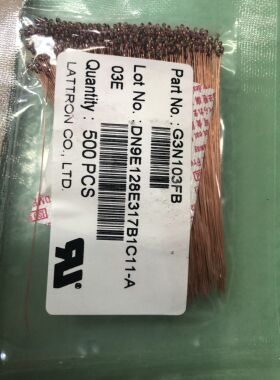 Part No.: G3N103FB
Lot No.: DN9E128E317B1C11-A
03E
Quantity : 500 PCS
LATTRON CO., LTD.